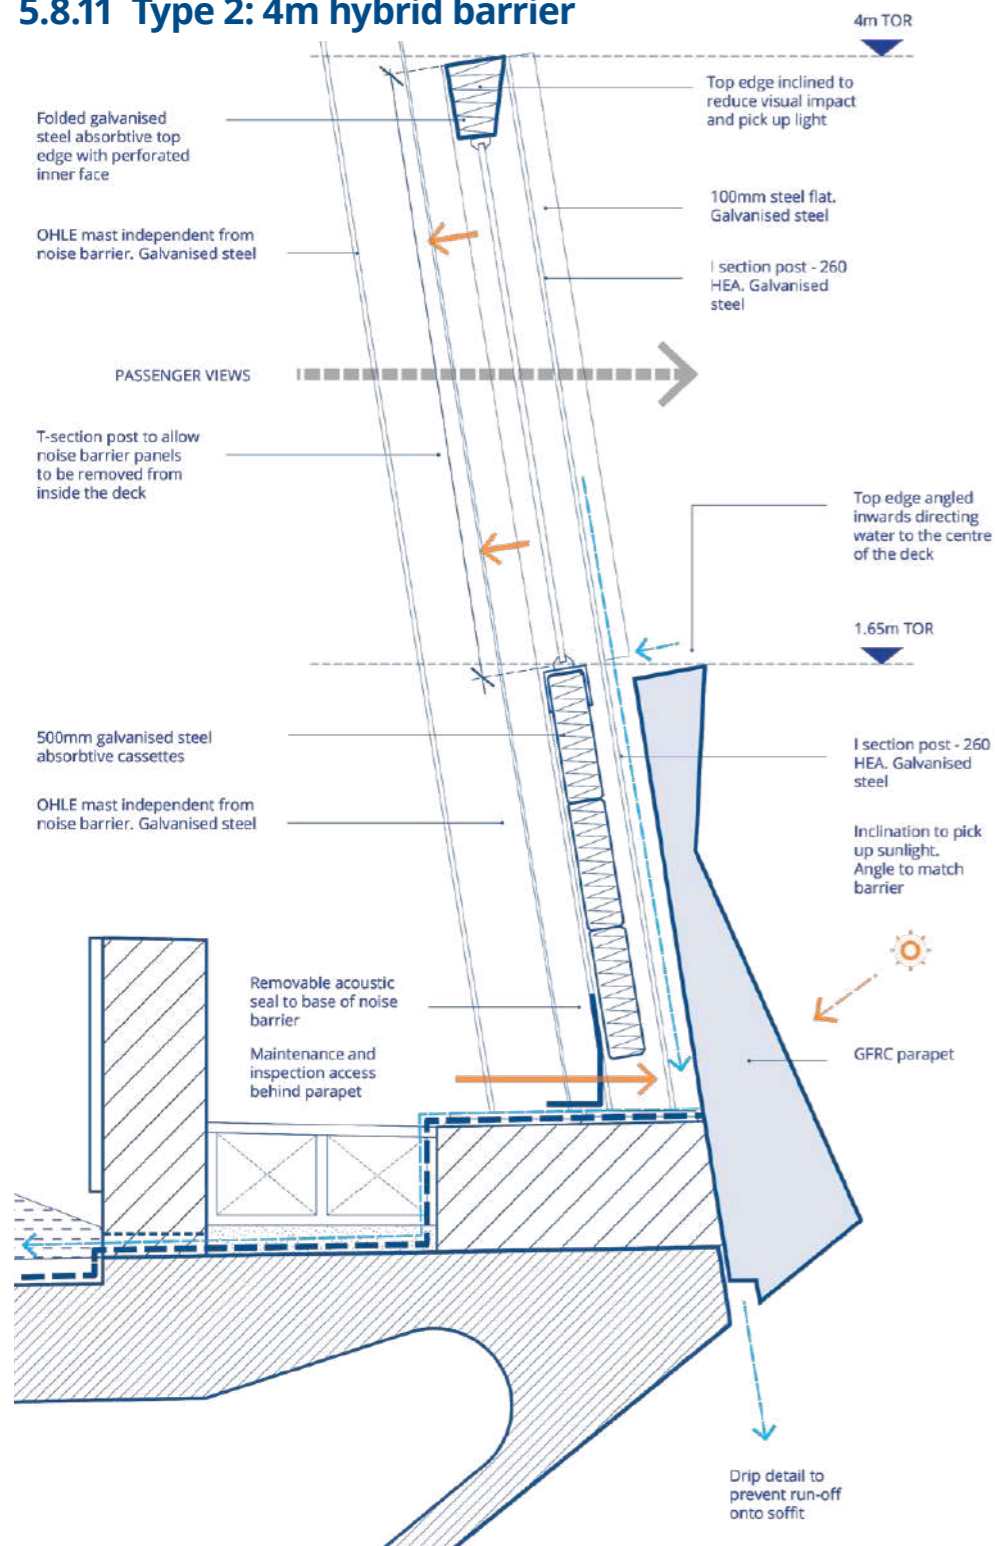 5.8.11 Type 2: 4m hybrid barrier
4m TOR
Top edge inclined to
reduce visual impact
and pick up light
Folded galvanised
steel absorbtive top
edge with perforated
inner face
100mm steel flat.
Galvanised steel
OHLE mast independent from
noise barrier. Galvanised steel
I section post - 260
HEA. Galvanised
steel
PASSENGER VIEWS
T-section post to allow
noise barrier panels
to be removed from
inside the deck
Top edge angled
inwards directing
water to the centre
of the deck
1.65m TOR
500mm galvanised steel
absorbtive cassettes
I section post - 260
HEA. Galvanised
steel
OHLE mast independent from
noise barrier. Galvanised steel
Inclination to pick
up sunlight.
Angle to match
barrier
Removable acoustic
seal to base of noise
barrier
Maintenance and
inspection access
behind parapet
GFRC parapet
Drip detail to
prevent run-off
onto soffit